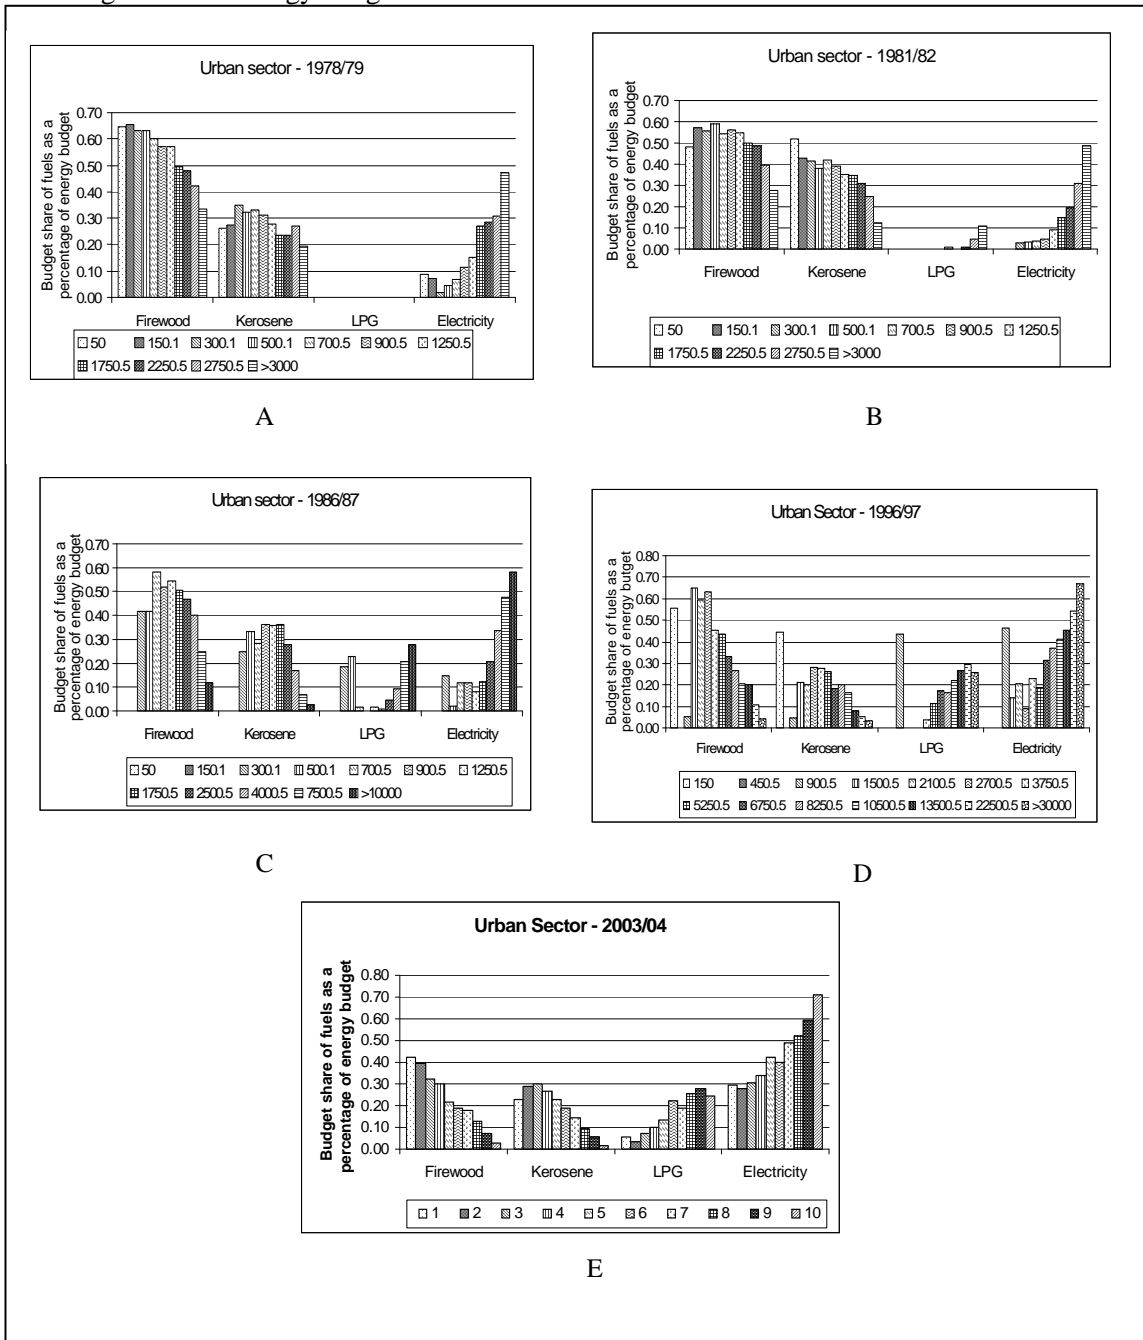 Urban sector - 1978/79
Budget share of fuels as a
percentage of energy budget
0.70
0.60
0.50
0.40
0.30
0.20
0.10
0.00
Firewood Kerosene LPG Electricity
50 150.1 300.1 500.1 700.5 900.5 1250.5
1750.5 2250.5 2750.5 >3000
A
Urban sector - 1981/82
Budget share of fuels as a
percentage of energy budget
0.70
0.60
0.50
0.40
0.30
0.20
0.10
0.00
Firewood Kerosene LPG Electricity
50 150.1 300.1 500.1 700.5 900.5 1250.5
1750.5 2250.5 2750.5 >3000
B
Urban sector - 1986/87
Budget share of fuels as a
percentage of energy budget
0.70
0.60
0.50
0.40
0.30
0.20
0.10
0.00
Firewood Kerosene LPG Electricity
50 150.1 300.1 500.1 700.5 900.5 1250.5
1750.5 2500.5 4000.5 7500.5 >10000
C
Urban Sector - 1996/97
Budget share of fuels as a
percentage of energy butget
0.80
0.70
0.60
0.50
0.40
0.30
0.20
0.10
0.00
Firewood Kerosene LPG Electricity
150 450.5 900.5 1500.5 2100.5 2700.5 3750.5
5250.5 6750.5 8250.5 10500.5 13500.5 22500.5 >30000
D
Urban Sector - 2003/04
Budget share of fuels as a
percentage of energy budget
0.80
0.70
0.60
0.50
0.40
0.30
0.20
0.10
0.00
Firewood Kerosene LPG Electricity
1 2 3 4 5 6 7 8 9 10
E